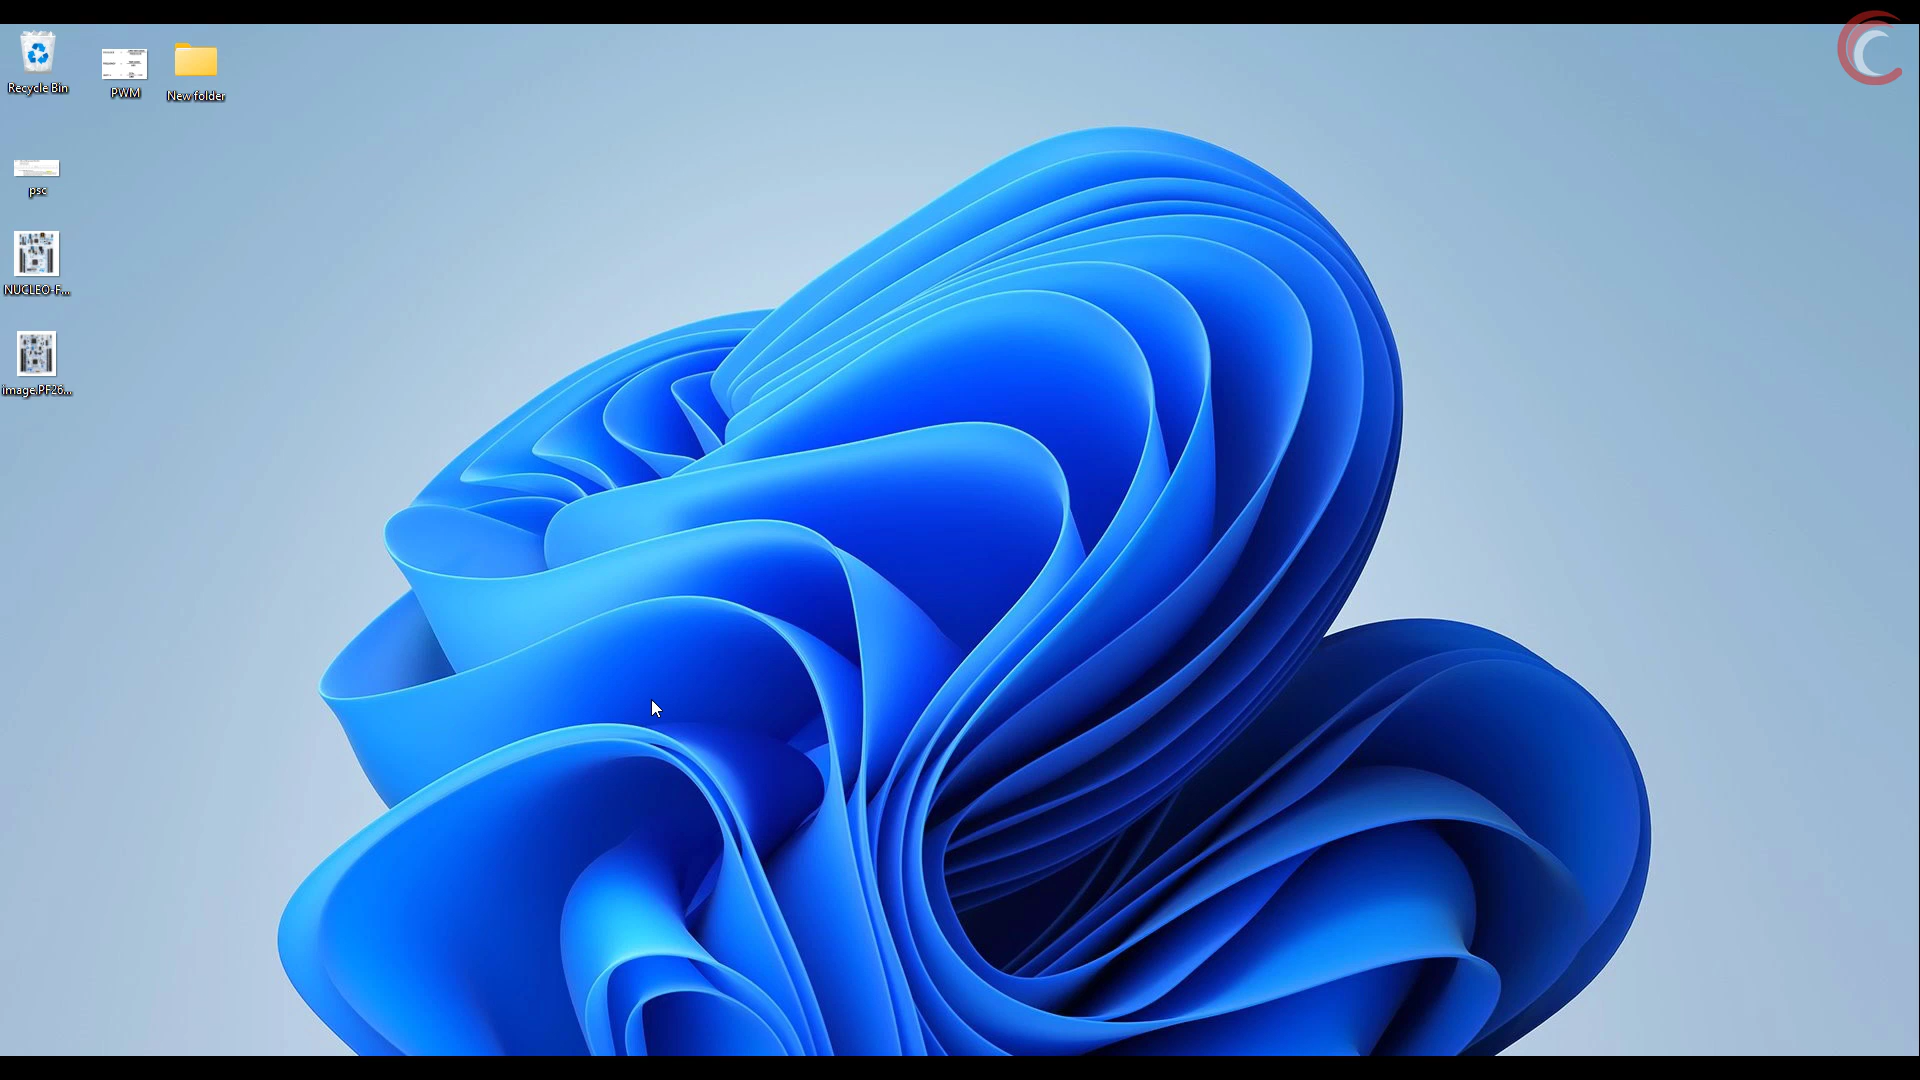 Recycle Bin
PWM
New folder
psc
NUCLEO-F...
image.PF26...